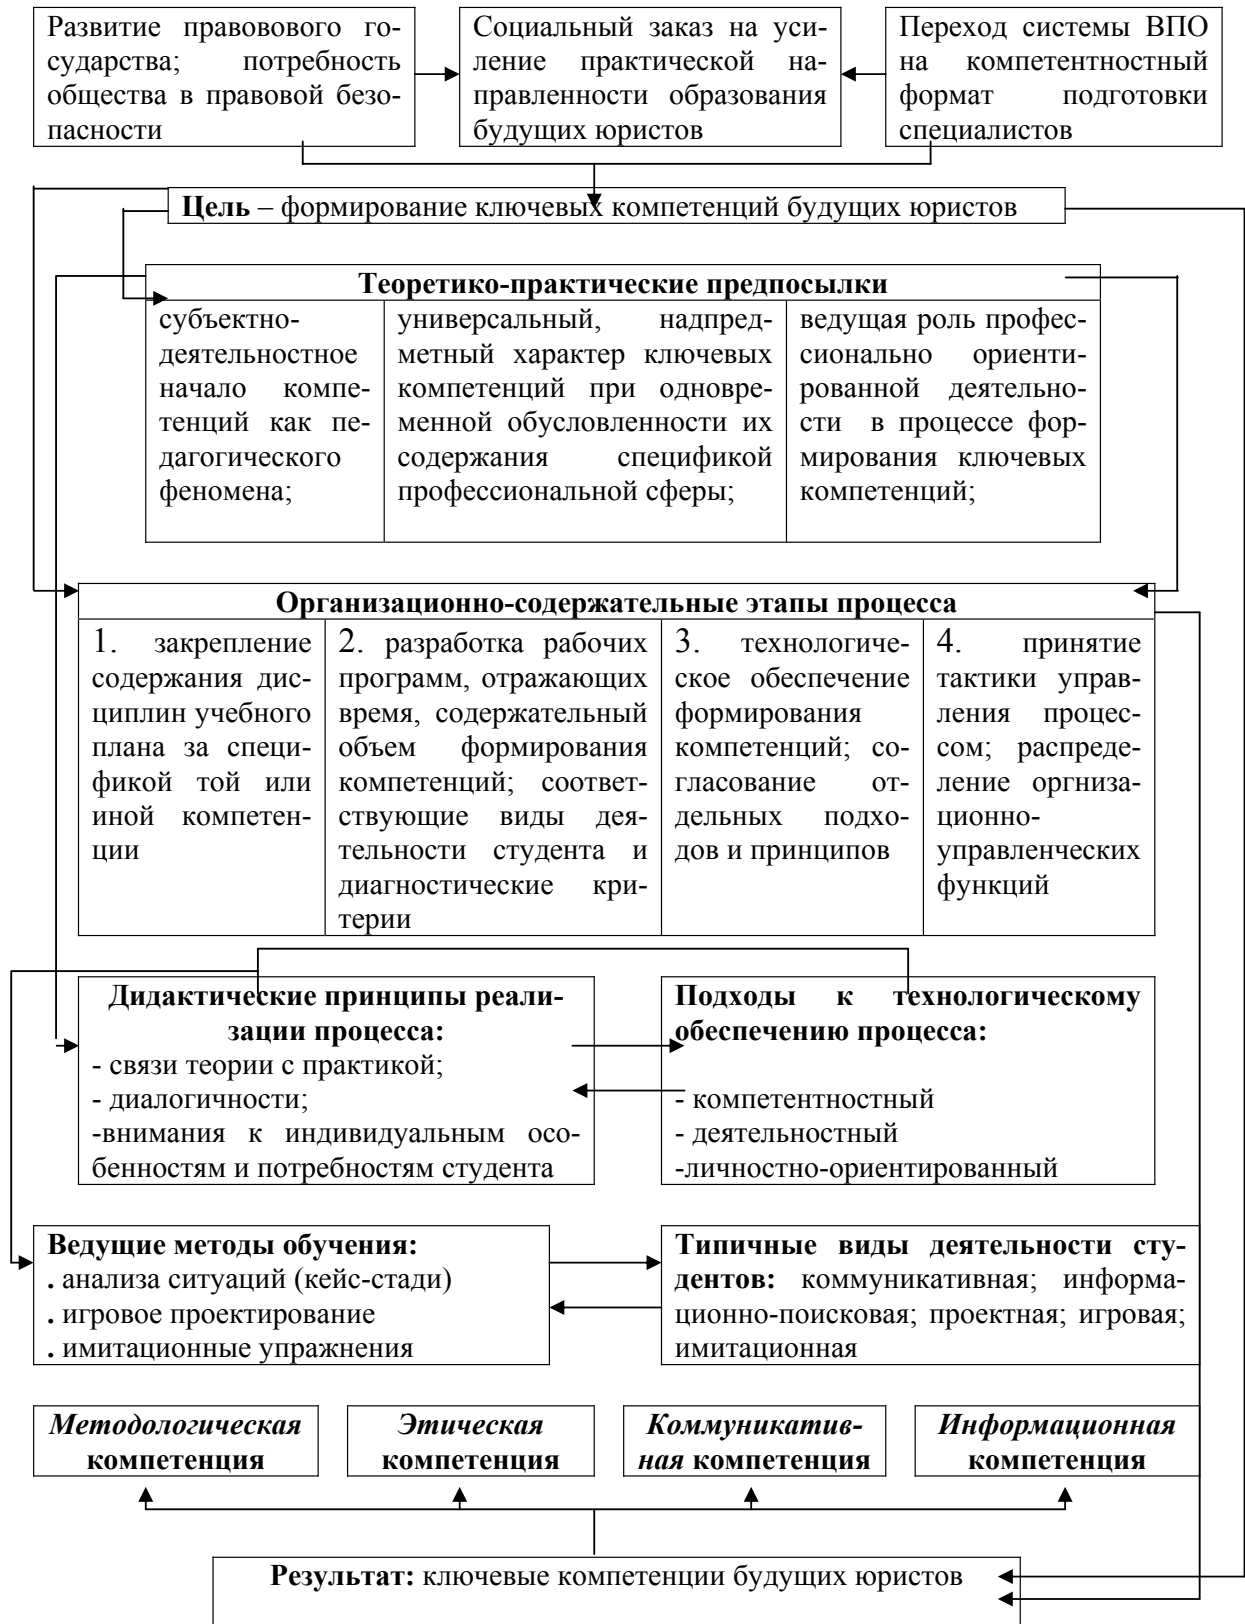 Развитие правовового го-
сударства; потребность
общества в правовой безо-
пасности
Социальный заказ на уси-
ление практической на-
правленности образования
будущих юристов
Переход системы ВПО
на компетентностный
формат подготовки
специалистов
Цель – формирование ключевых компетенций будущих юристов
Теоретико-практические предпосылки
субъектно-
деятельностное
начало компе-
тенций как пе-
дагогического
феномена;
универсальный, надпред-
метный характер ключевых
компетенций при одновре-
менной обусловленности их
содержания спецификой
профессиональной сферы;
ведущая роль профес-
сионально ориенти-
рованной деятельно-
сти в процессе фор-
мирования ключевых
компетенций;
Организационно-содержательные этапы процесса
1. закрепление
содержания дис-
циплин учебного
плана за специ-
фикой той или
иной компетен-
ции
2. разработка рабочих
программ, отражающих
время, содержательный
объем формирования
компетенций; соответ-
ствующие виды дея-
тельности студента и
диагностические кри-
терии
3. технологиче-
ское обеспечение
формирования
компетенций; со-
гласование от-
дельных подхо-
дов и принципов
4. принятие
тактики управ-
ления процес-
сом; распреде-
ление оргниза-
ционно-
управленческих
функций
Дидактические принципы реали-
зации процесса:
- связи теории с практикой;
- диалогичности;
-внимания к индивидуальным осо-
бенностям и потребностям студента
Подходы к технологическому
обеспечению процесса:
- компетентностный
- деятельностный
-личностно-ориентированный
Ведущие методы обучения:
. анализа ситуаций (кейс-стади)
. игровое проектирование
. имитационные упражнения
Типичные виды деятельности сту-
дентов: коммуникативная; информа-
ционно-поисковая; проектная; игровая;
имитационная
Методологическая
компетенция
Этическая
компетенция
Коммуникатив-
ная компетенция
Информационная
компетенция
Результат: ключевые компетенции будущих юристов